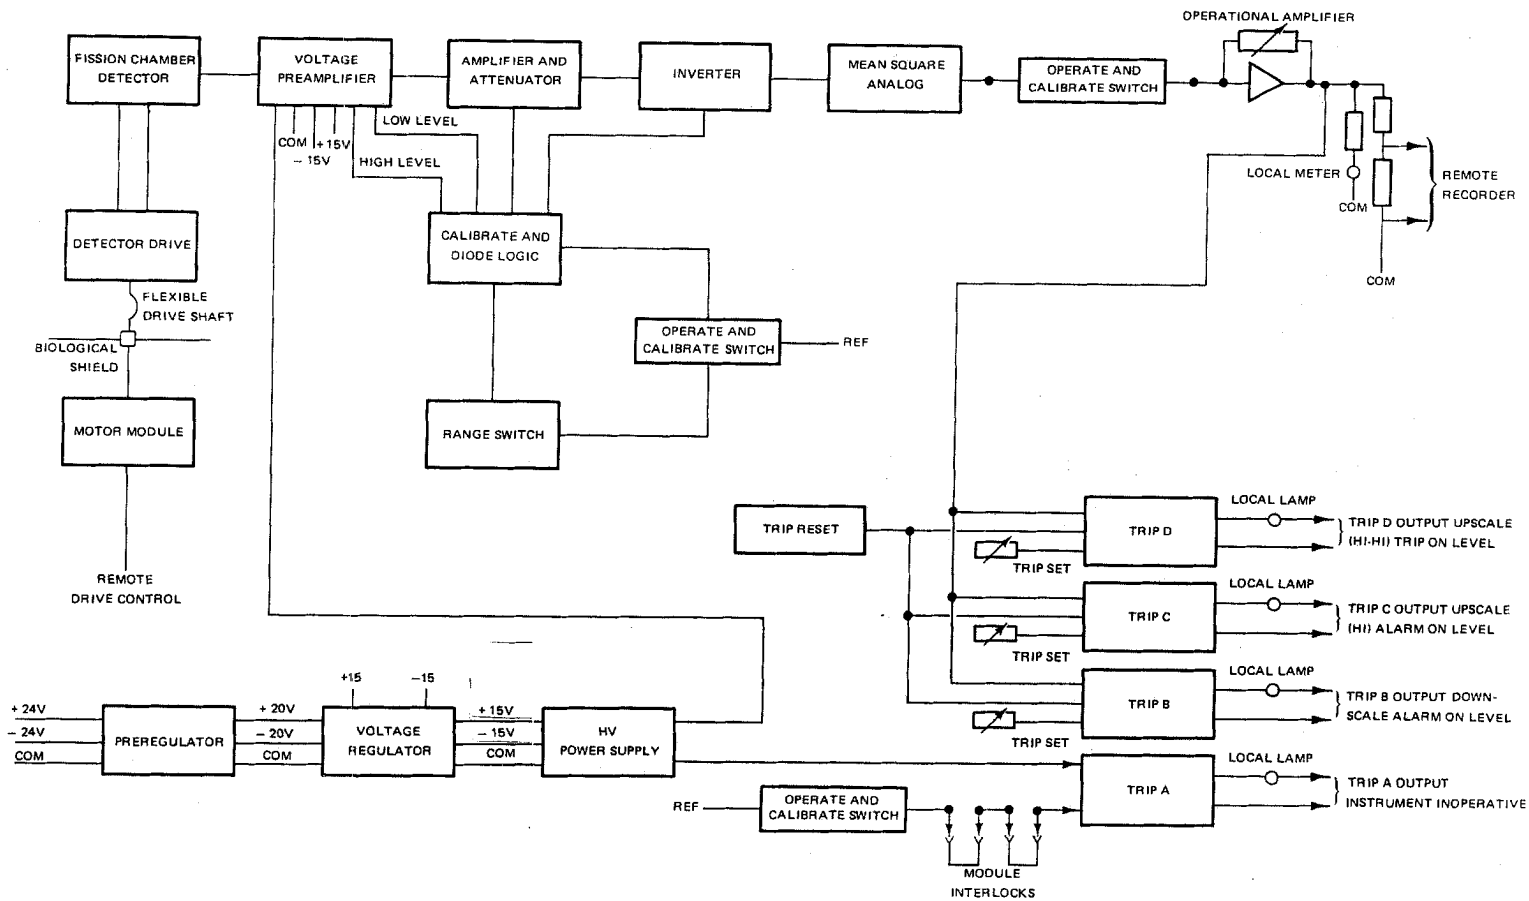 OPERATIONAL AMPLIFIER
FISSION CHAMBER
DETECTOR
VOLTAGE
PREAMPLIFIER
AMPLIFIER AND
ATTENUATOR
INVERTER
MEAN SQUARE
ANALOG
OPERATE AND
CALIBRATE SWITCH
COM
+15V
- 15V
LOW LEVEL
HIGH LEVEL
LOCAL METER
COM
REMOTE
RECORDER
COM
DETECTOR DRIVE
CALIBRATE AND
DIODE LOGIC
FLEXIBLE
DRIVE SHAFT
BIOLOGICAL
SHIELD
OPERATE AND
CALIBRATE SWITCH
REF
MOTOR MODULE
RANGE SWITCH
REMOTE
DRIVE CONTROL
TRIP RESET
TRIP SET
TRIP D
LOCAL LAMP
TRIP D OUTPUT UPSCALE
(HI-HI) TRIP ON LEVEL
TRIP SET
TRIP C
LOCAL LAMP
TRIP C OUTPUT UPSCALE
(HI) ALARM ON LEVEL
TRIP SET
TRIP B
LOCAL LAMP
TRIP B OUTPUT DOWN-
SCALE ALARM ON LEVEL
+ 24V
- 24V
COM
PREREGULATOR
+ 20V
- 20V
COM
+15
-15
VOLTAGE
REGULATOR
+ 15V
- 15V
COM
HV
POWER SUPPLY
TRIP A
LOCAL LAMP
TRIP A OUTPUT
INSTRUMENT INOPERATIVE
REF
OPERATE AND
CALIBRATE SWITCH
MODULE
INTERLOCKS